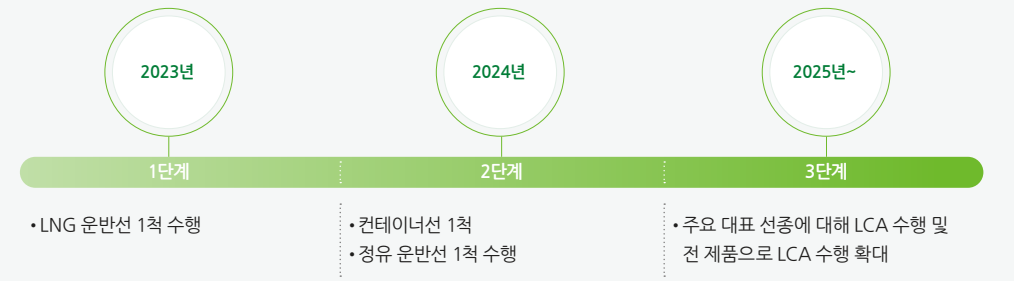 2023년
2024년
2025년~
1단계
2단계
3단계
• LNG 운반선 1척 수행
• 컨테이너선 1척
• 정유 운반선 1척 수행
• 주요 대표 선종에 대해 LCA 수행 및
전 제품으로 LCA 수행 확대